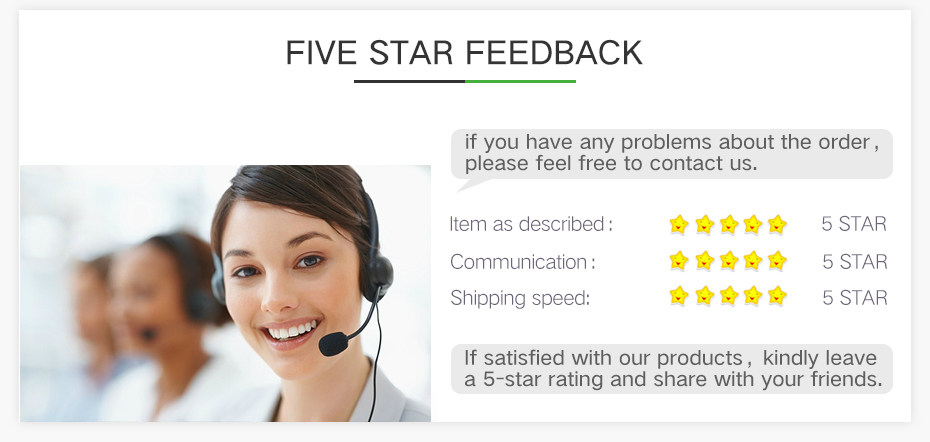 FIVE STAR FEEDBACK
if you have any problems about the order,
please feel free to contact us.
Item as described: 5 STAR
Communication: 5 STAR
Shipping speed: 5 STAR
If satisfied with our products, kindly leave
a 5-star rating and share with your friends.